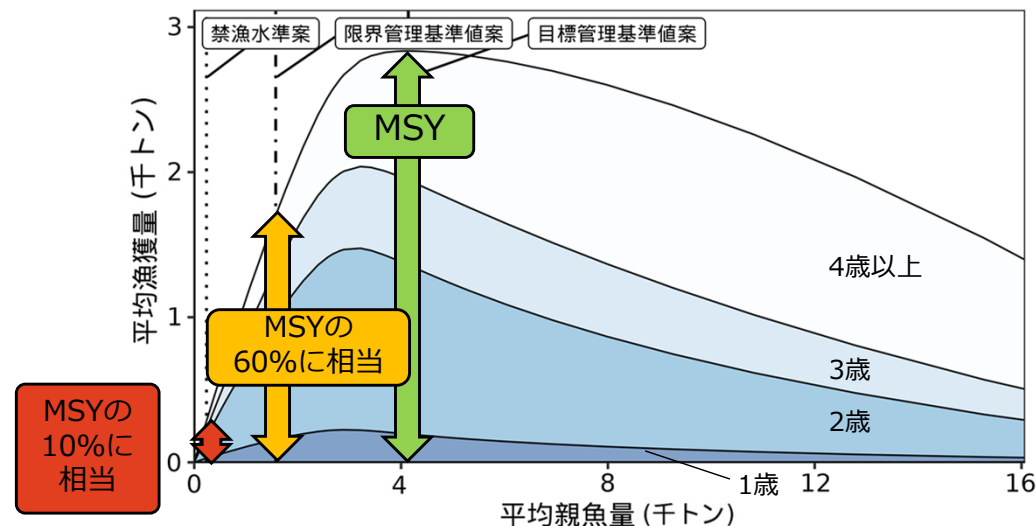 3
禁漁水準案
限界管理基準値案
目標管理基準値案
MSY
2
平均漁獲量 (千トン)
4歳以上
1
MSYの
60%に相当
3歳
2歳
MSYの
10%に
相当
0
1歳
0
4
8
12
16
平均親魚量 (千トン)